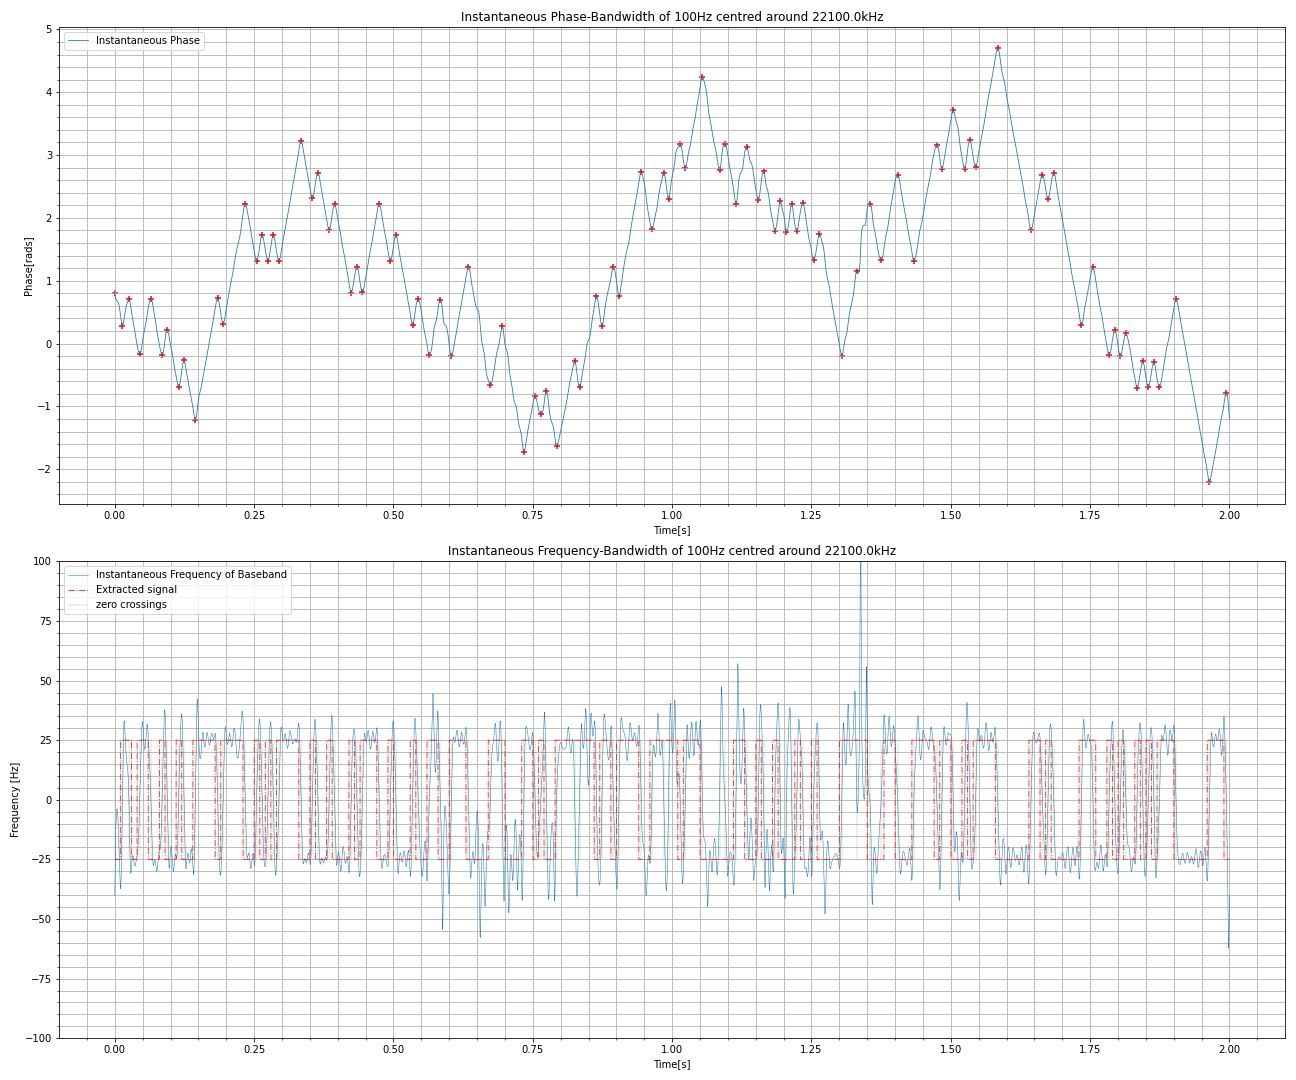 Instantaneous Phase-Bandwidth of 100Hz centred around 22100.0kHz
Instantaneous Phase
5
4
3
2
1
0
−1
−2
Phase[rads]
0.00 0.25 0.50 0.75 1.00 1.25 1.50 1.75 2.00
Time[s]
Instantaneous Frequency-Bandwidth of 100Hz centred around 22100.0kHz
Instantaneous Frequency of Baseband
Extracted signal
zero crossings
100
75
50
25
0
−25
−50
−75
−100
Frequency [Hz]
0.00 0.25 0.50 0.75 1.00 1.25 1.50 1.75 2.00
Time[s]